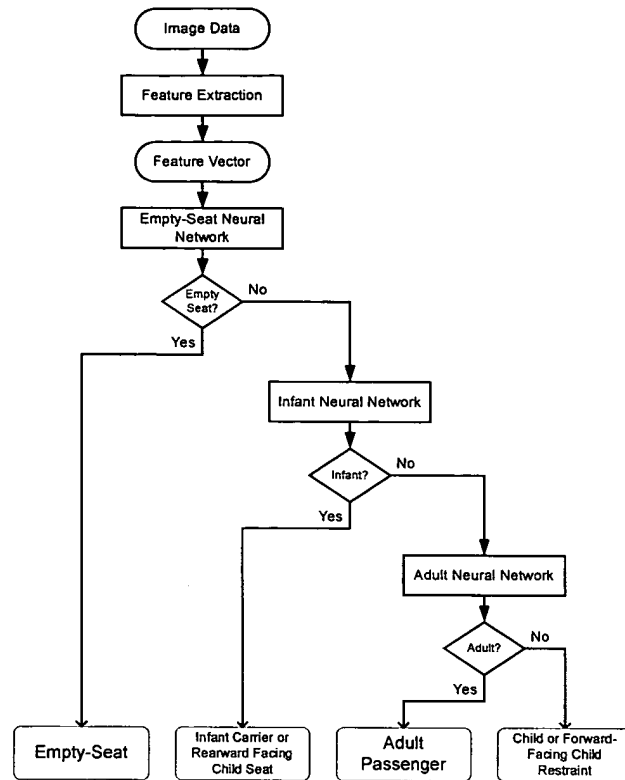 Image Data
Feature Extraction
Feature Vector
Empty-Seat Neural
Network
Empty
Seat?
No
Yes
Infant Neural Network
Infant?
No
Yes
Adult Neural Network
Adult?
No
Yes
Empty-Seat
Infant Carrier or
Rearward Facing
Child Seat
Adult
Passenger
Child or Forward-
Facing Child
Restraint